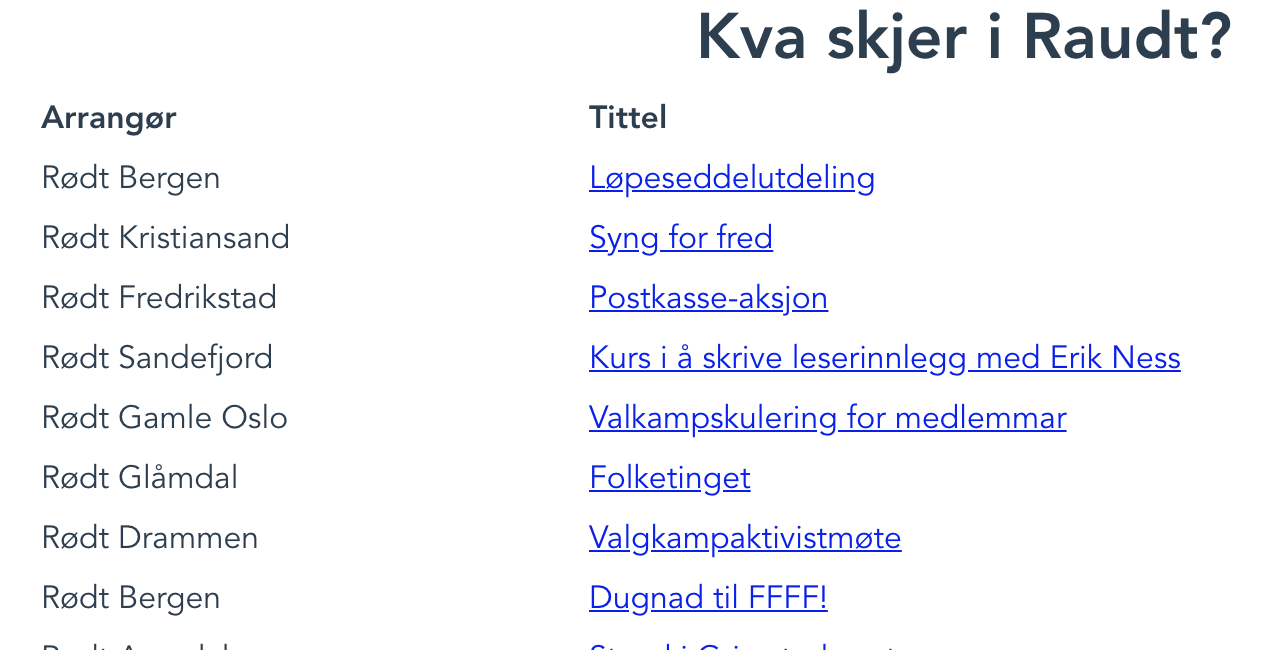 Kva skjer i Raudt?
Arrangør Tittel
Rødt Bergen Løpeseddelutdeling
Rødt Kristiansand Syng for fred
Rødt Fredrikstad Postkasse-aksjon
Rødt Sandefjord Kurs i å skrive leserinnlegg med Erik Ness
Rødt Gamle Oslo Valkampskulering for medlemmar
Rødt Glåmdal Folketinget
Rødt Drammen Valgkampaktivistmøte
Rødt Bergen Dugnad til FFFF!